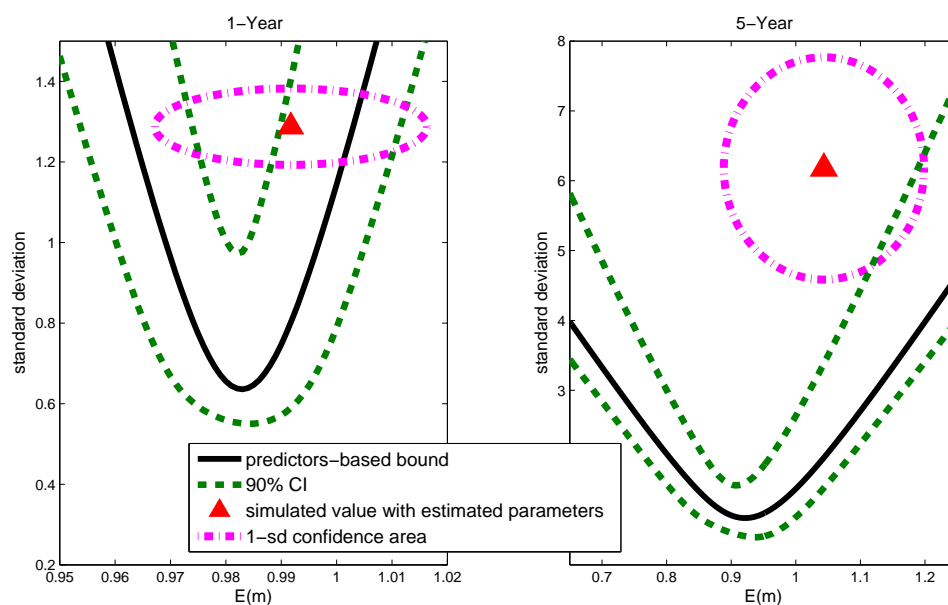 1−Year
1.4
1.2
1
0.8
0.6
0.4
0.2
standard deviation
0.95
0.96
0.97
0.98
0.99
1
1.01
1.02
E(m)
5−Year
8
7
6
5
4
3
standard deviation
0.7
0.8
0.9
1
1.1
1.2
E(m)
predictors−based bound
90% CI
simulated value with estimated parameters
1−sd confidence area